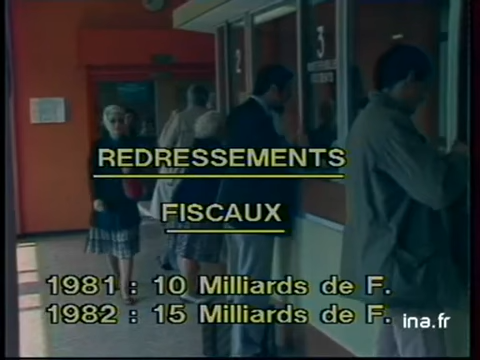 2
3
REDRESSEMENTS
FISCAUX
1981 : 10 Milliards de F.
1982 : 15 Milliards de F.
ina.fr